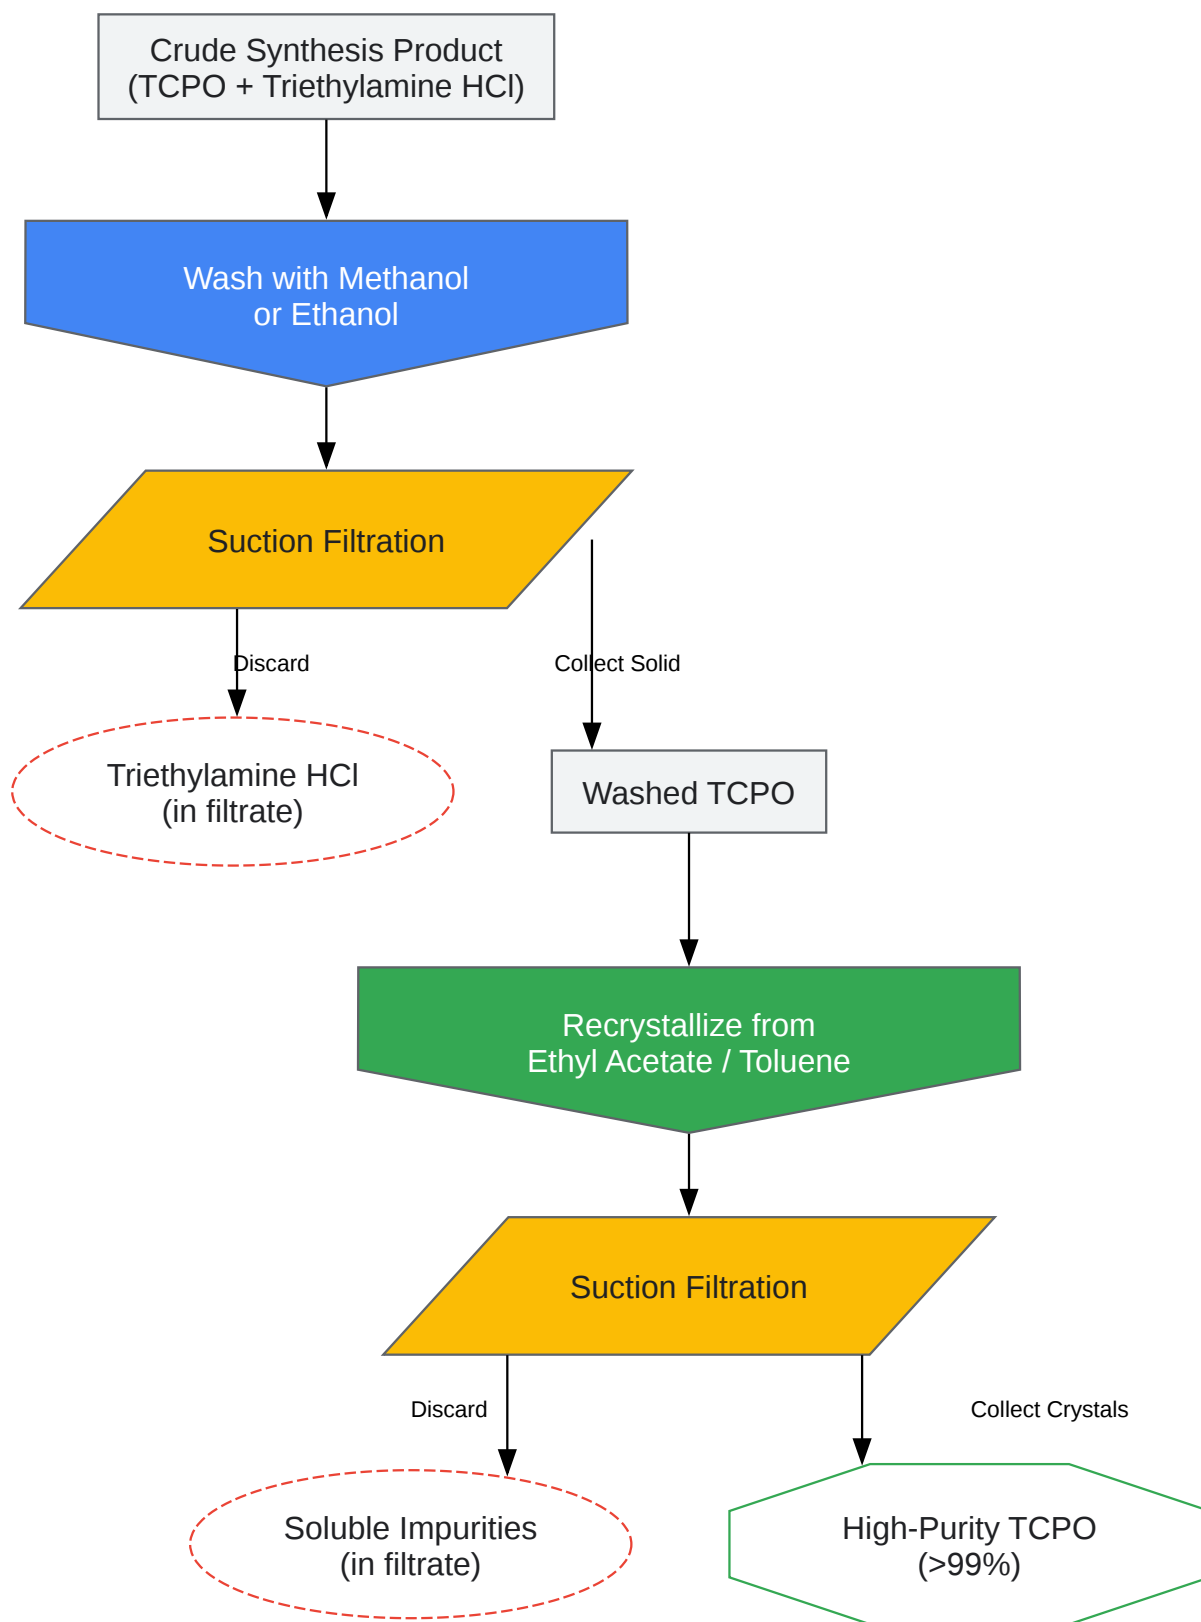 Crude Synthesis Product
(TCPO + Triethylamine HCl)
Wash with Methanol
or Ethanol
Suction Filtration
Discard
Collect Solid
Triethylamine HCl
(in filtrate)
Washed TCPO
Recrystallize from
Ethyl Acetate / Toluene
Suction Filtration
Discard
Collect Crystals
Soluble Impurities
(in filtrate)
High-Purity TCPO
(>99%)